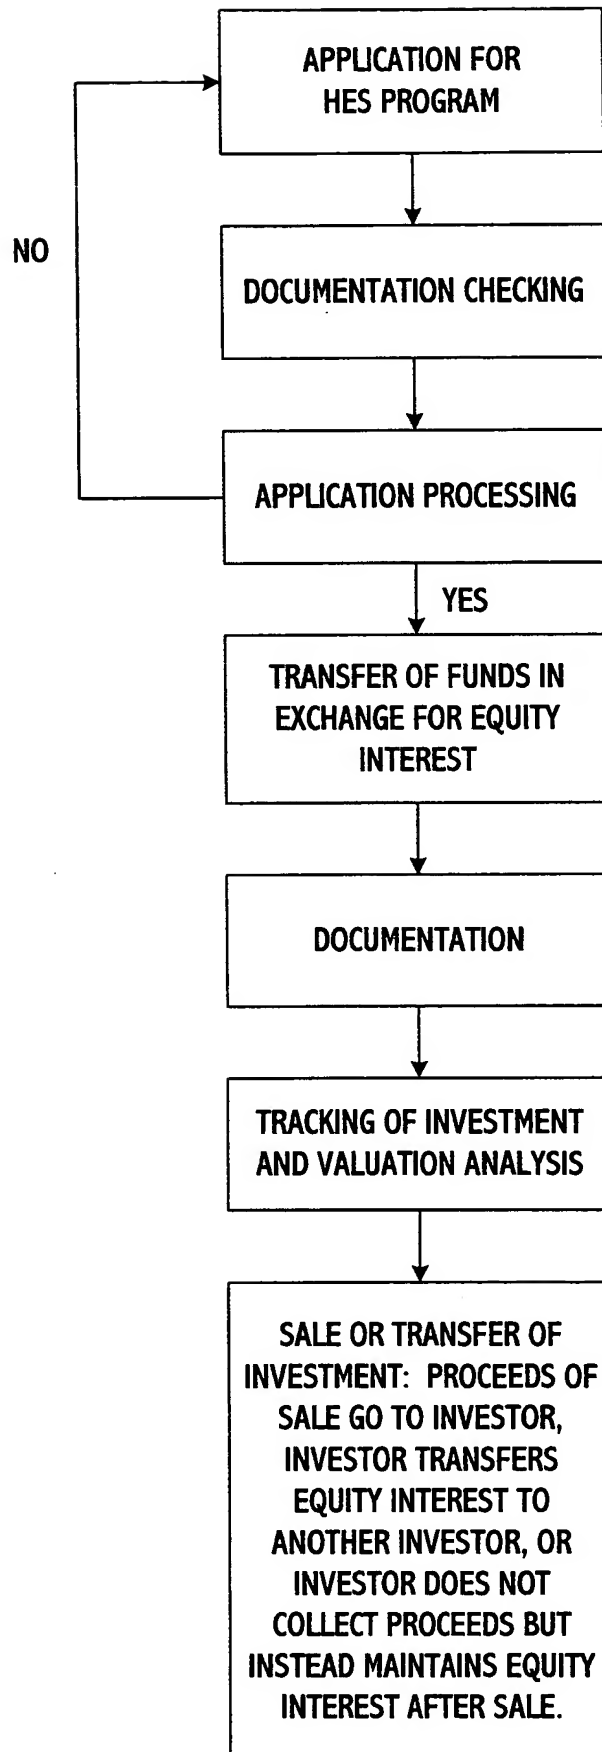 APPLICATION FOR
HES PROGRAM
NO
DOCUMENTATION CHECKING
APPLICATION PROCESSING
YES
TRANSFER OF FUNDS IN
EXCHANGE FOR EQUITY
INTEREST
DOCUMENTATION
TRACKING OF INVESTMENT
AND VALUATION ANALYSIS
SALE OR TRANSFER OF
INVESTMENT: PROCEEDS OF
SALE GO TO INVESTOR,
INVESTOR TRANSFERS
EQUITY INTEREST TO
ANOTHER INVESTOR, OR
INVESTOR DOES NOT
COLLECT PROCEEDS BUT
INSTEAD MAINTAINS EQUITY
INTEREST AFTER SALE.